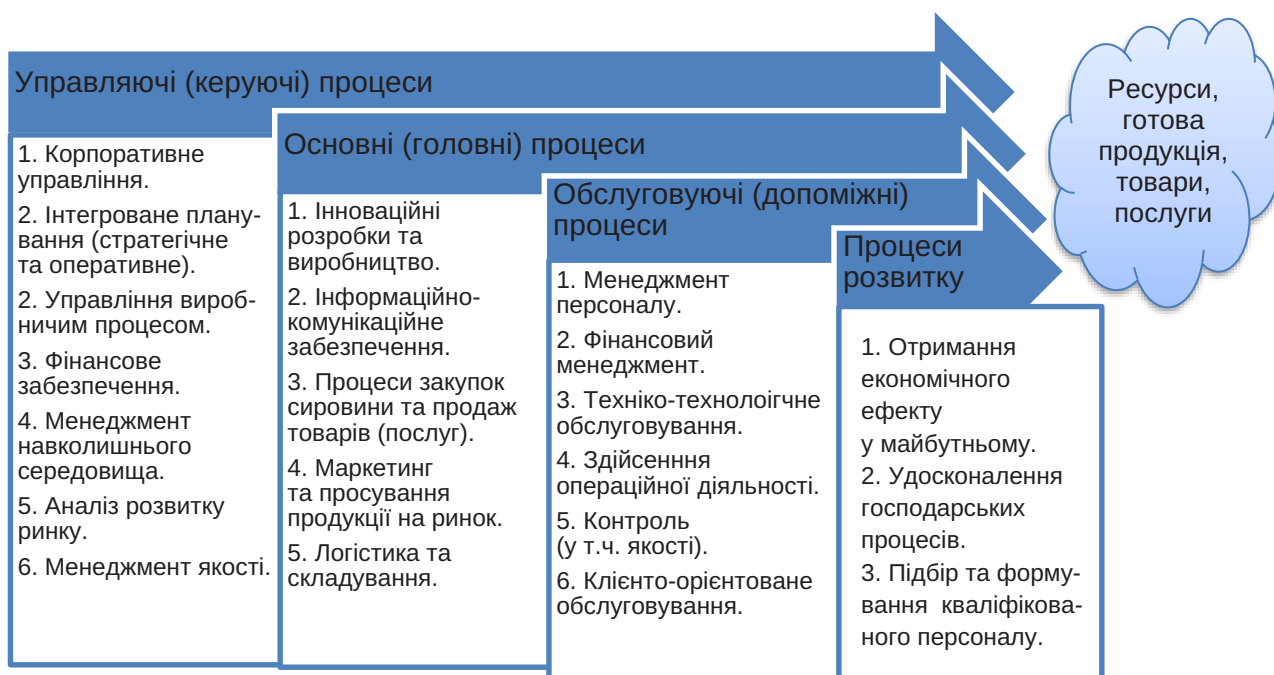 Управляючі (керуючі) процеси
1. Корпоративне
управління.
2. Інтегроване плану-
вання (стратегічне
та оперативне).
2. Управління вироб-
ничим процесом.
3. Фінансове
забезпечення.
4. Менеджмент
навколишнього
середовища.
5. Аналіз розвитку
ринку.
6. Менеджмент якості.
Основні (головні) процеси
1. Інноваційні
розробки та
виробництво.
2. Інформаційно-
комунікаційне
забезпечення.
3. Процеси закупок
сировини та продаж
товарів (послуг).
4. Маркетинг
та просування
продукції на ринок.
5. Логістика та
складування.
Обслуговуючі (допоміжні)
процеси
1. Менеджмент
персоналу.
2. Фінансовий
менеджмент.
3. Техніко-технолоігчне
обслуговування.
4. Здійсенння
операційної діяльності.
5. Контроль
(у т.ч. якості).
6. Клієнто-орієнтоване
обслуговування.
Процеси
розвитку
1. Отримання
економічного
ефекту
у майбутньому.
2. Удосконалення
господарських
процесів.
3. Підбір та форму-
вання кваліфікова-
ного персоналу.
Ресурси,
готова
продукція,
товари,
послуги